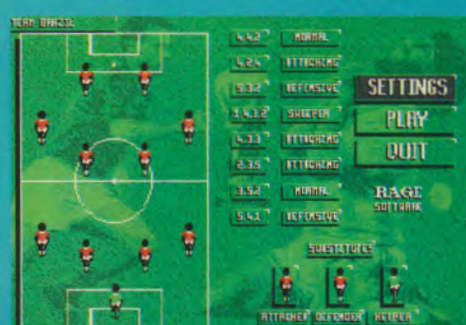 TEAM BRAZIL
4.4.2 NORMAL
4.2.4 ATTACKING
5.3.2 DEFENSIVE
1.4.3.2 SWEEPER
4.3.3 ATTACKING
2.3.5 ATTACKING
3.5.2 NORMAL
5.4.1 DEFENSIVE
SETTINGS
PLAY
QUIT
RAGE
SOFTWARE
SUBSTITUTES
ATTACKER DEFENDER KEEPER